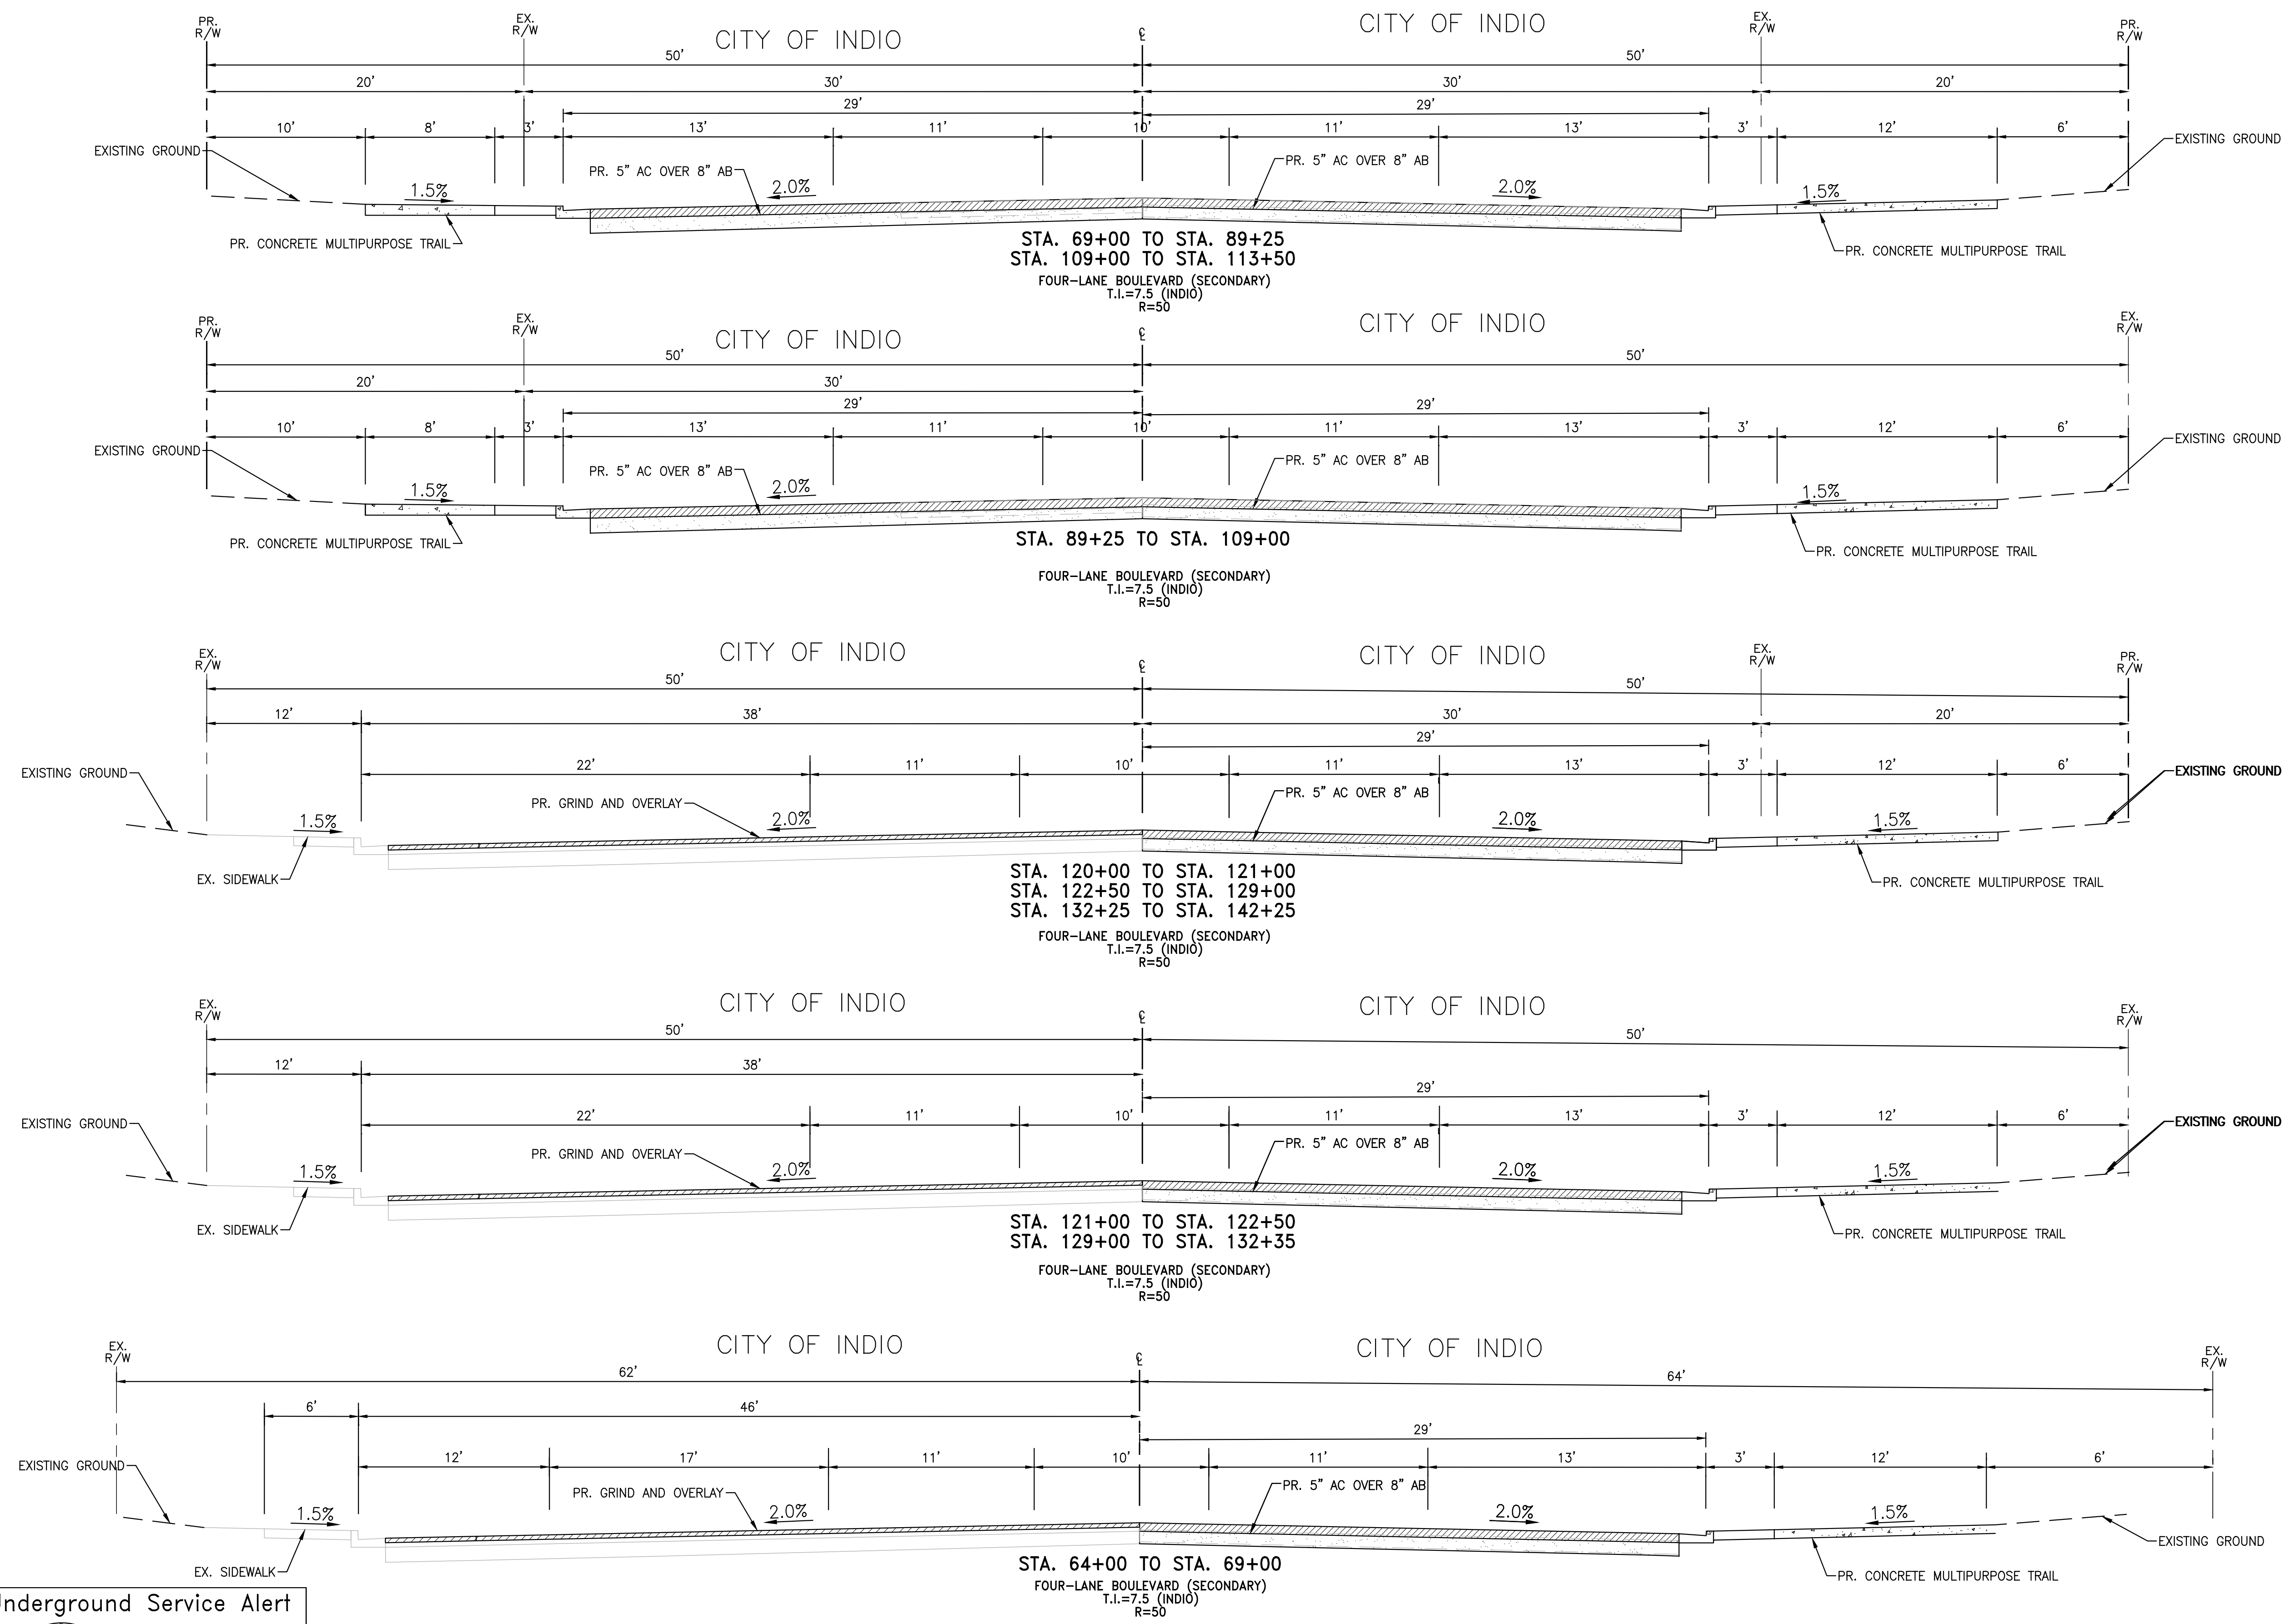 PR.
R/W
EX.
R/W
CITY OF INDIO
℄
CITY OF INDIO
EX.
R/W
PR.
R/W
50'
50'
20'
30'
30'
20'
29'
29'
10'
8'
3'
13'
11'
10'
11'
13'
3'
12'
6'
EXISTING GROUND
EXISTING GROUND
PR. 5" AC OVER 8" AB
PR. 5" AC OVER 8" AB
1.5%
2.0%
2.0%
1.5%
PR. CONCRETE MULTIPURPOSE TRAIL
PR. CONCRETE MULTIPURPOSE TRAIL
STA. 69+00 TO STA. 89+25
STA. 109+00 TO STA. 113+50
FOUR-LANE BOULEVARD (SECONDARY)
T.I.=7.5 (INDIO)
R=50
PR.
R/W
EX.
R/W
CITY OF INDIO
℄
CITY OF INDIO
EX.
R/W
50'
50'
20'
30'
29'
29'
10'
8'
3'
13'
11'
10'
11'
13'
3'
12'
6'
EXISTING GROUND
EXISTING GROUND
PR. 5" AC OVER 8" AB
PR. 5" AC OVER 8" AB
1.5%
2.0%
1.5%
PR. CONCRETE MULTIPURPOSE TRAIL
PR. CONCRETE MULTIPURPOSE TRAIL
STA. 89+25 TO STA. 109+00
FOUR-LANE BOULEVARD (SECONDARY)
T.I.=7.5 (INDIO)
R=50
EX.
R/W
CITY OF INDIO
℄
CITY OF INDIO
EX.
R/W
PR.
R/W
50'
50'
12'
38'
30'
20'
29'
22'
11'
10'
11'
13'
3'
12'
6'
EXISTING GROUND
EXISTING GROUND
PR. GRIND AND OVERLAY
PR. 5" AC OVER 8" AB
1.5%
2.0%
2.0%
1.5%
EX. SIDEWALK
PR. CONCRETE MULTIPURPOSE TRAIL
STA. 120+00 TO STA. 121+00
STA. 122+50 TO STA. 129+00
STA. 132+25 TO STA. 142+25
FOUR-LANE BOULEVARD (SECONDARY)
T.I.=7.5 (INDIO)
R=50
EX.
R/W
CITY OF INDIO
℄
CITY OF INDIO
EX.
R/W
50'
50'
12'
38'
29'
22'
11'
10'
11'
13'
3'
12'
6'
EXISTING GROUND
EXISTING GROUND
PR. GRIND AND OVERLAY
PR. 5" AC OVER 8" AB
1.5%
2.0%
2.0%
1.5%
EX. SIDEWALK
PR. CONCRETE MULTIPURPOSE TRAIL
STA. 121+00 TO STA. 122+50
STA. 129+00 TO STA. 132+35
FOUR-LANE BOULEVARD (SECONDARY)
T.I.=7.5 (INDIO)
R=50
EX.
R/W
CITY OF INDIO
℄
CITY OF INDIO
EX.
R/W
62'
64'
6'
46'
29'
12'
17'
11'
10'
11'
13'
3'
12'
6'
EXISTING GROUND
PR. GRIND AND OVERLAY
PR. 5" AC OVER 8" AB
1.5%
2.0%
2.0%
1.5%
EXISTING GROUND
EX. SIDEWALK
PR. CONCRETE MULTIPURPOSE TRAIL
STA. 64+00 TO STA. 69+00
FOUR-LANE BOULEVARD (SECONDARY)
T.I.=7.5 (INDIO)
R=50
Underground Service Alert